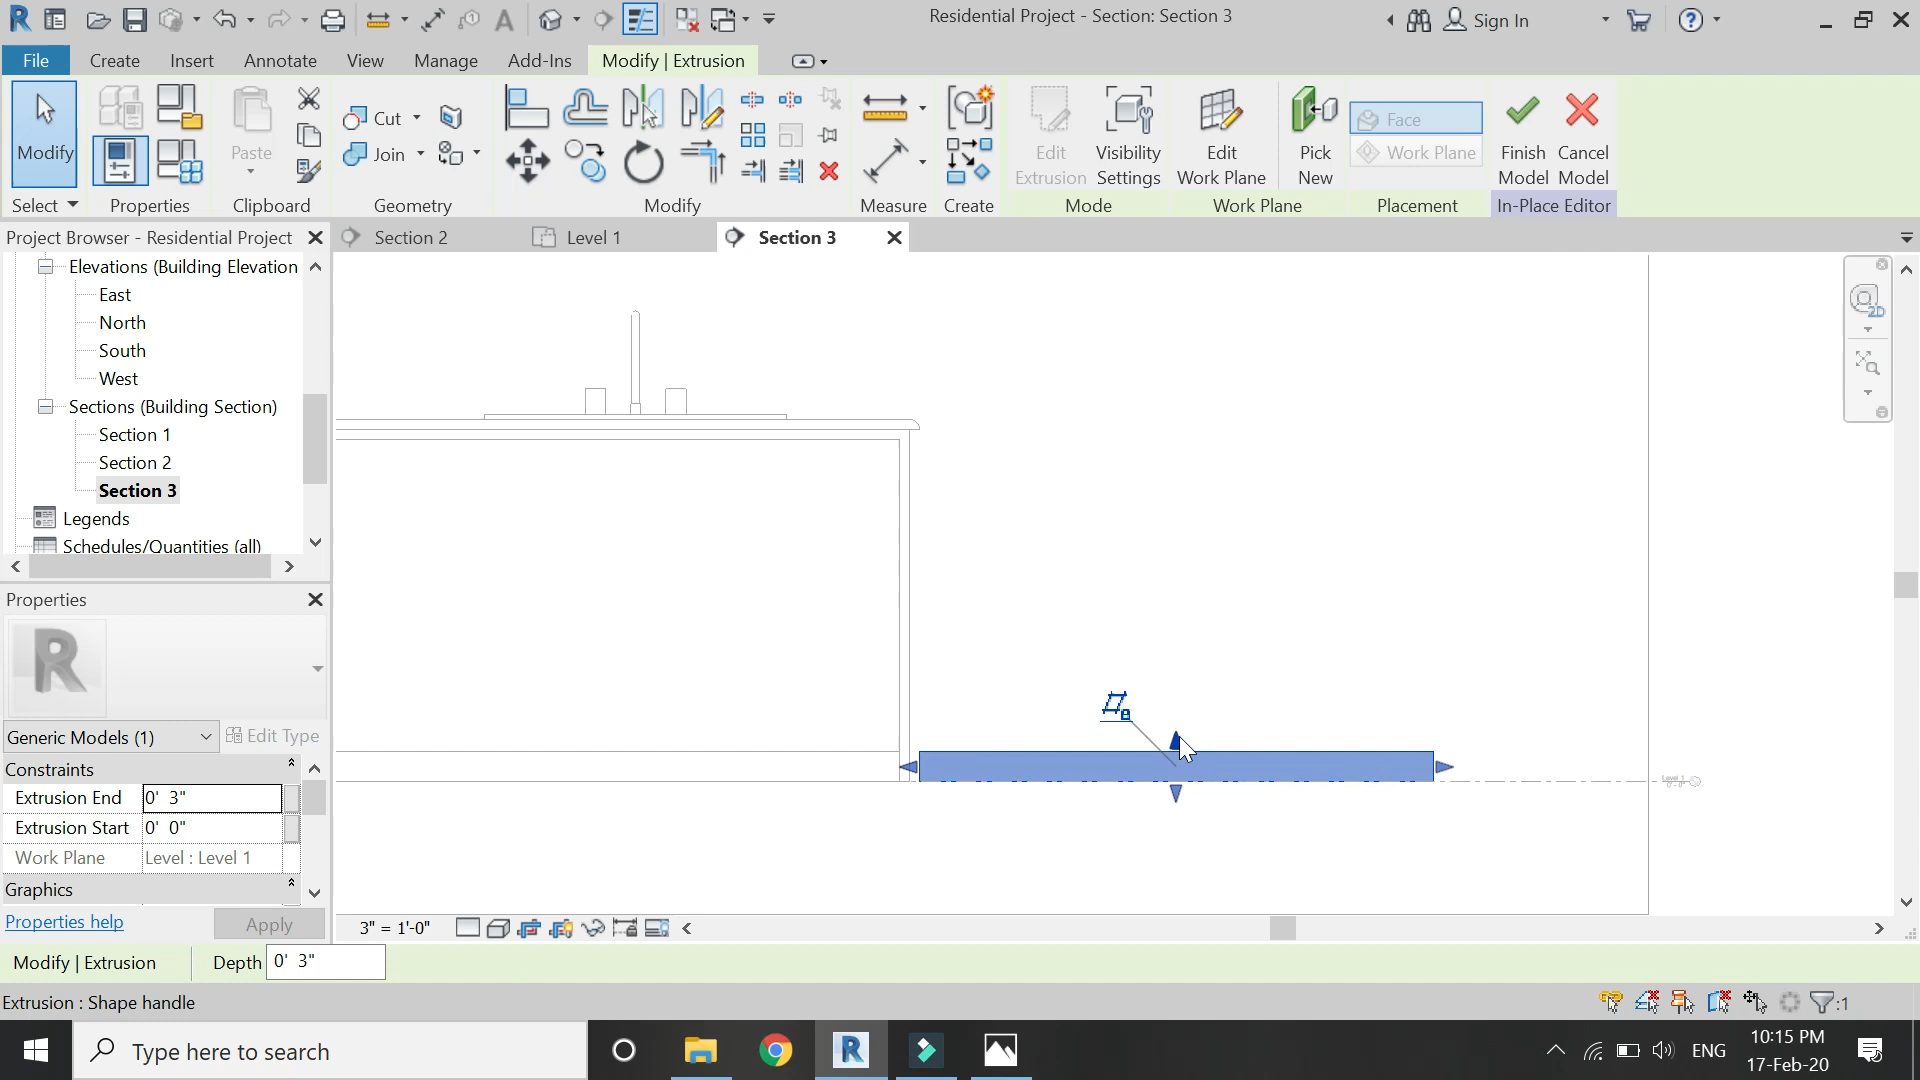 Residential Project - Section: Section 3
Sign In
File
Create
Insert
Annotate
View
Manage
Add-Ins
Modify | Extrusion
Modify
Paste
Cut
Join
Edit Extrusion
Visibility Settings
Edit Work Plane
Pick New
Face
Work Plane
Finish Model
Cancel Model
Select
Properties
Clipboard
Geometry
Modify
Measure
Create
Mode
Work Plane
Placement
In-Place Editor
Project Browser - Residential Project
Section 2
Level 1
Section 3
Elevations (Building Elevation
East
North
South
West
Sections (Building Section)
Section 1
Section 2
Section 3
Legends
Schedules/Quantities (all)
Properties
Generic Models (1)
Edit Type
Constraints
Extrusion End 0' 3"
Extrusion Start 0' 0"
Work Plane Level : Level 1
Graphics
Properties help
Apply
2D
Level 1
3" = 1'-0"
Modify | Extrusion
Depth 0' 3"
Extrusion : Shape handle
:1
Type here to search
ENG
10:15 PM
17-Feb-20